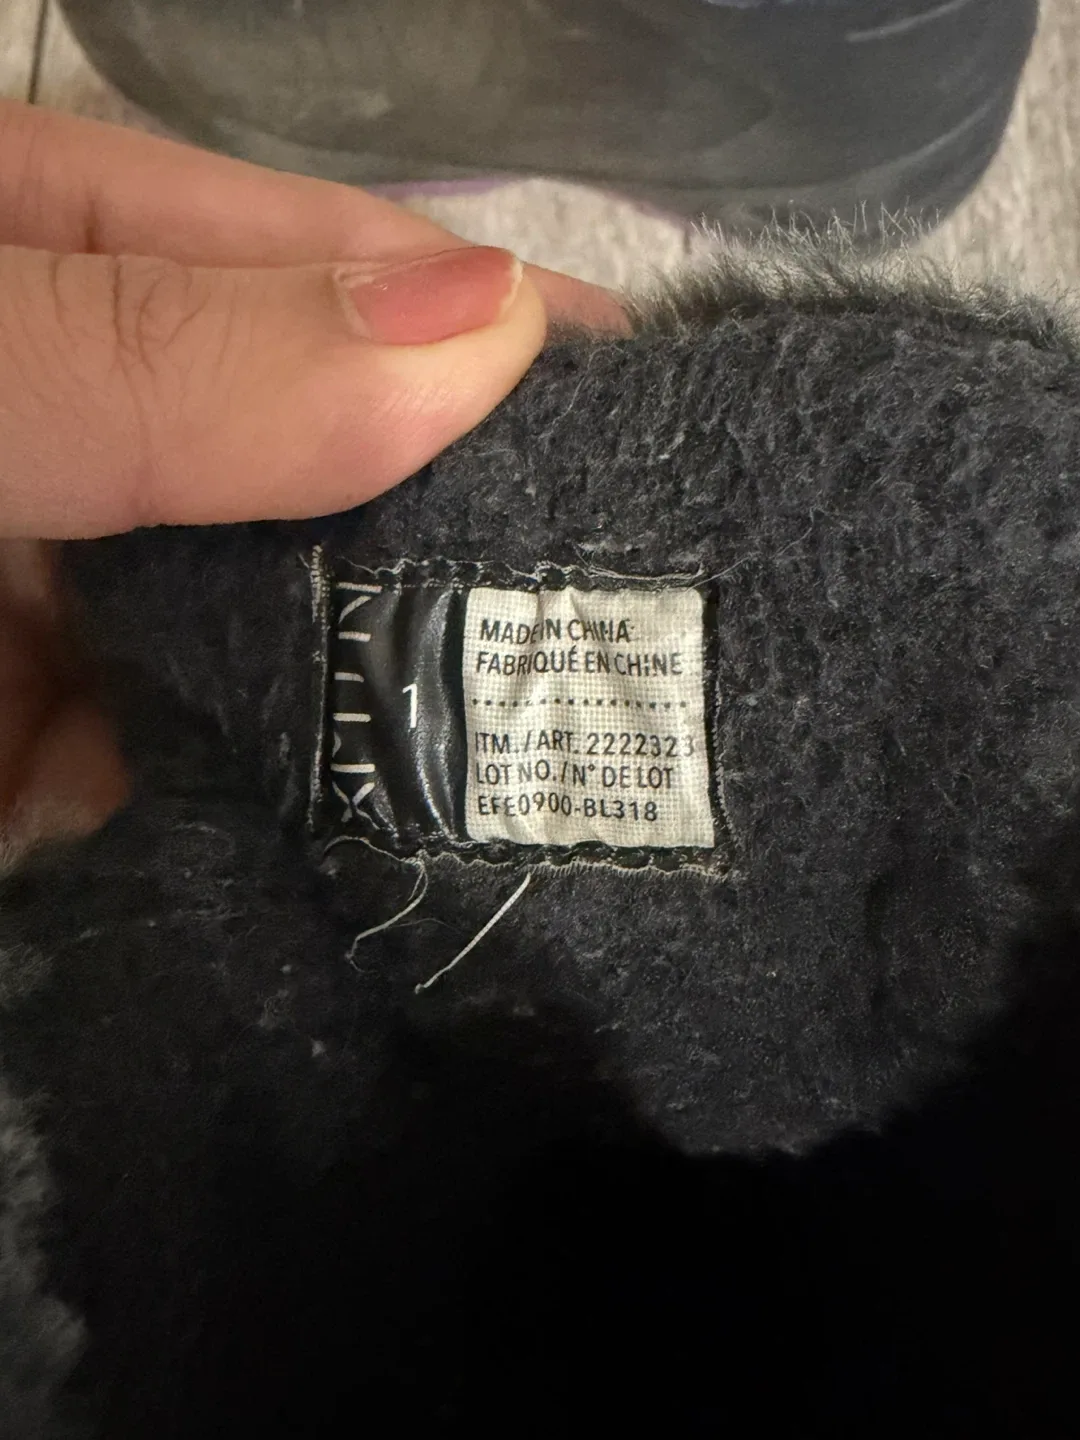 1
MADE IN CHINA
FABRIQUÉ EN CHINE
ITM./ART. 2222323
LOT NO./N° DE LOT
EFE0900-BL318